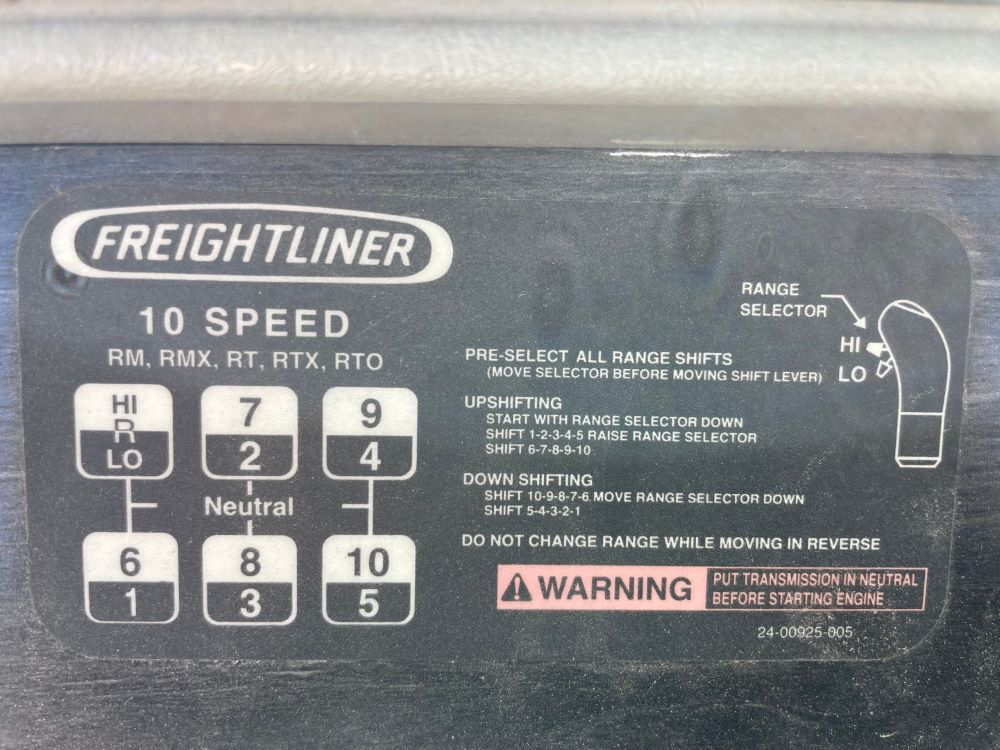 FREIGHTLINER
10 SPEED
RM, RMX, RT, RTX, RTO
HI
R
LO
7
2
9
4
Neutral
6
1
8
3
10
5
RANGE
SELECTOR
HI
LO
PRE-SELECT ALL RANGE SHIFTS
(MOVE SELECTOR BEFORE MOVING SHIFT LEVER)
UPSHIFTING
START WITH RANGE SELECTOR DOWN
SHIFT 1-2-3-4-5 RAISE RANGE SELECTOR
SHIFT 6-7-8-9-10
DOWN SHIFTING
SHIFT 10-9-8-7-6. MOVE RANGE SELECTOR DOWN
SHIFT 5-4-3-2-1
DO NOT CHANGE RANGE WHILE MOVING IN REVERSE
WARNING
PUT TRANSMISSION IN NEUTRAL
BEFORE STARTING ENGINE
24-00925-005